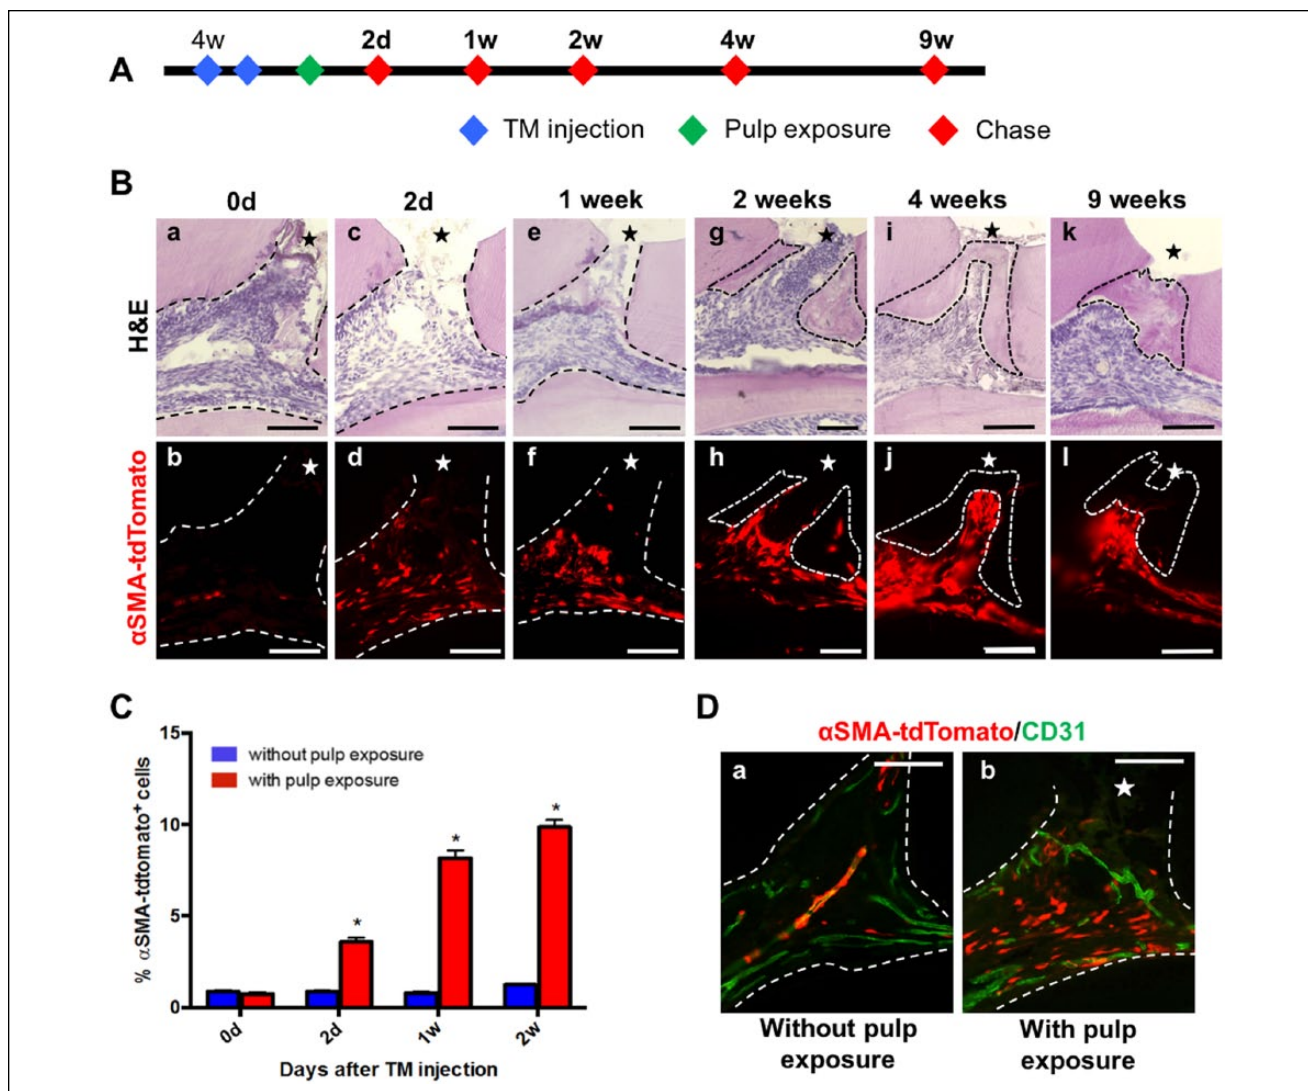 A
4w 2d 1w 2w 4w 9w
TM injection Pulp exposure Chase
B
0d 2d 1 week 2 weeks 4 weeks 9 weeks
H&E
a c e g i k
αSMA-tdTomato
b d f h j l
C
15
10
5
0
% αSMA-tdtomato+ cells
without pulp exposure
with pulp exposure
* * *
0d 2d 1w 2w
Days after TM injection
D
αSMA-tdTomato/CD31
a b
Without pulp
exposure
With pulp
exposure